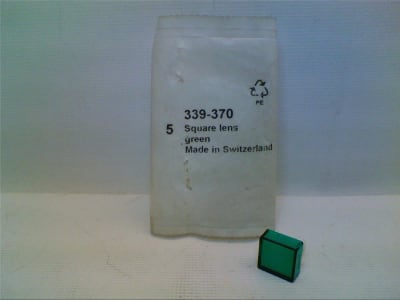 PE
339-370
5 Square lens
green
Made in Switzerland